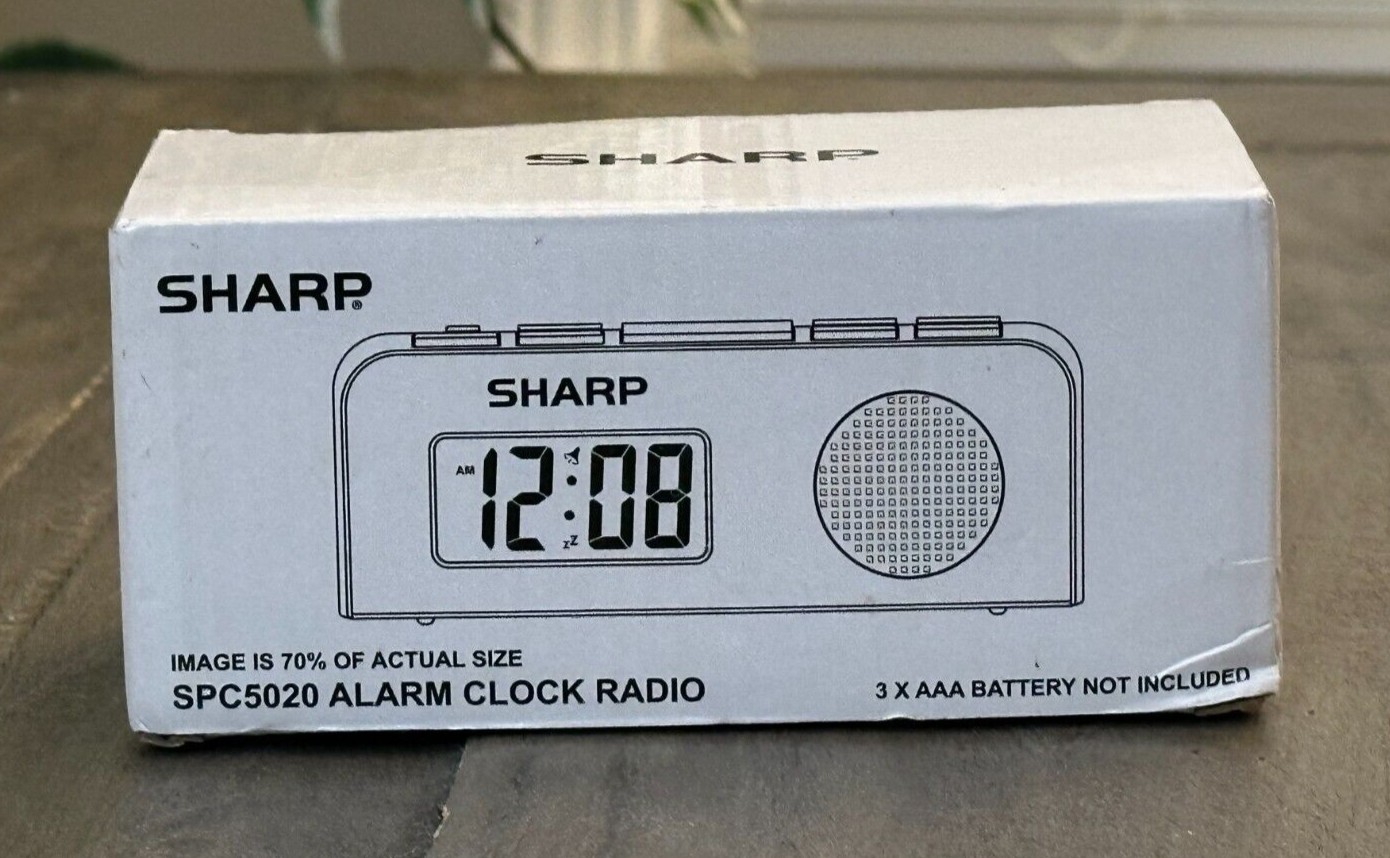 SHARP
SHARP®
SHARP
AM 12:08
zZ
IMAGE IS 70% OF ACTUAL SIZE
SPC5020 ALARM CLOCK RADIO
3 X AAA BATTERY NOT INCLUDED